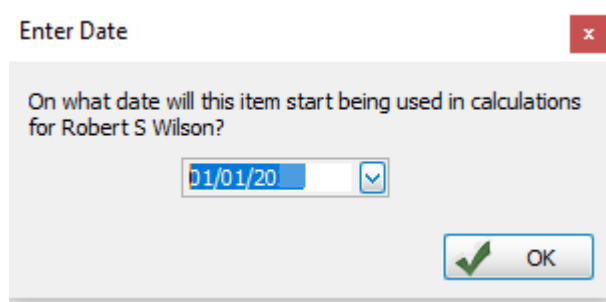 Enter Date
x
On what date will this item start being used in calculations
for Robert S Wilson?
01/01/20
OK